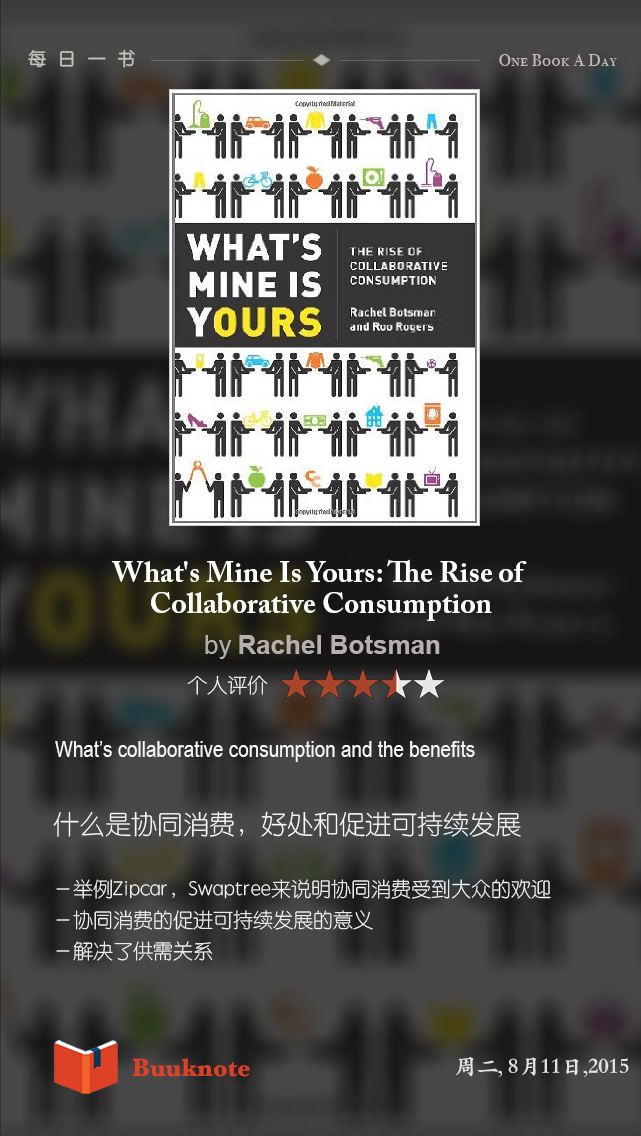 每日一书
One Book A Day
Copyrighted Material
WHAT'S
MINE IS
YOURS
THE RISE OF
COLLABORATIVE
CONSUMPTION
Rachel Botsman
and Roo Rogers
Copyrighted Material
What's Mine Is Yours: The Rise of
Collaborative Consumption
by Rachel Botsman
个人评价
What's collaborative consumption and the benefits
什么是协同消费，好处和促进可持续发展
－举例Zipcar，Swaptree来说明协同消费受到大众的欢迎
－协同消费的促进可持续发展的意义
－解决了供需关系
Buuknote
周二, 8月11日,2015